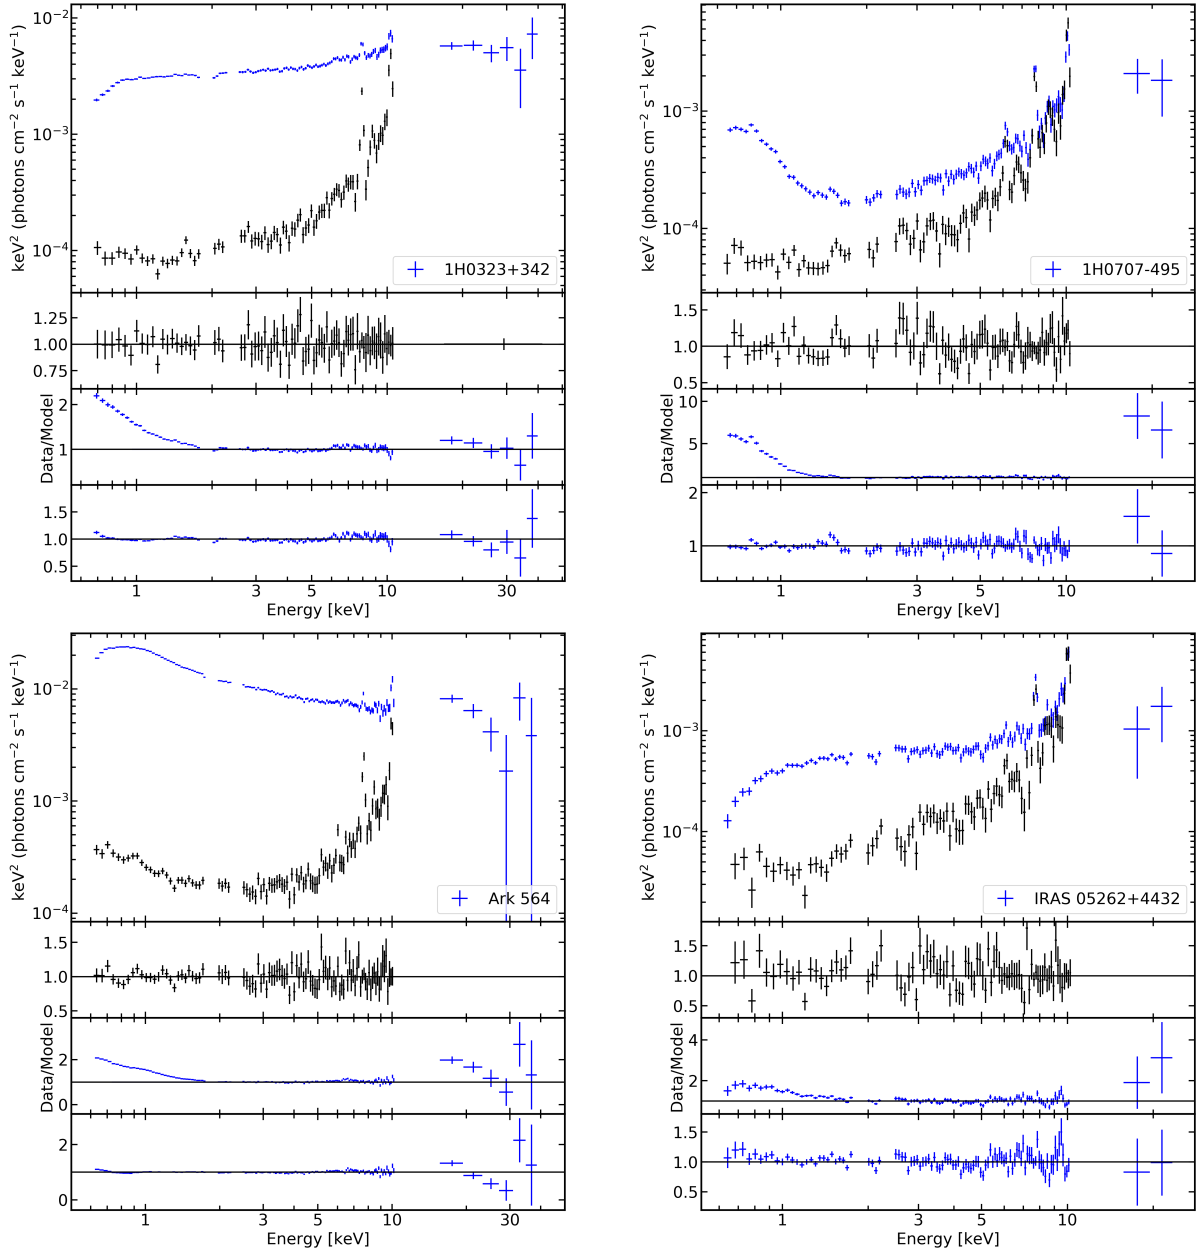 10⁻²
10⁻³
10⁻⁴
keV² (photons cm⁻² s⁻¹ keV⁻¹)
1H0323+342
1.25
1.00
0.75
2
1
Data/Model
1.5
1.0
0.5
1 3 5 10 30
Energy [keV]
10⁻³
10⁻⁴
keV² (photons cm⁻² s⁻¹ keV⁻¹)
1H0707-495
1.5
1.0
0.5
10
5
Data/Model
2
1
1 3 5 10
Energy [keV]
10⁻²
10⁻³
10⁻⁴
keV² (photons cm⁻² s⁻¹ keV⁻¹)
Ark 564
1.5
1.0
0.5
2
0
Data/Model
2
0
1 3 5 10 30
Energy [keV]
10⁻³
10⁻⁴
keV² (photons cm⁻² s⁻¹ keV⁻¹)
IRAS 05262+4432
1.5
1.0
0.5
4
2
Data/Model
1.5
1.0
0.5
1 3 5 10
Energy [keV]